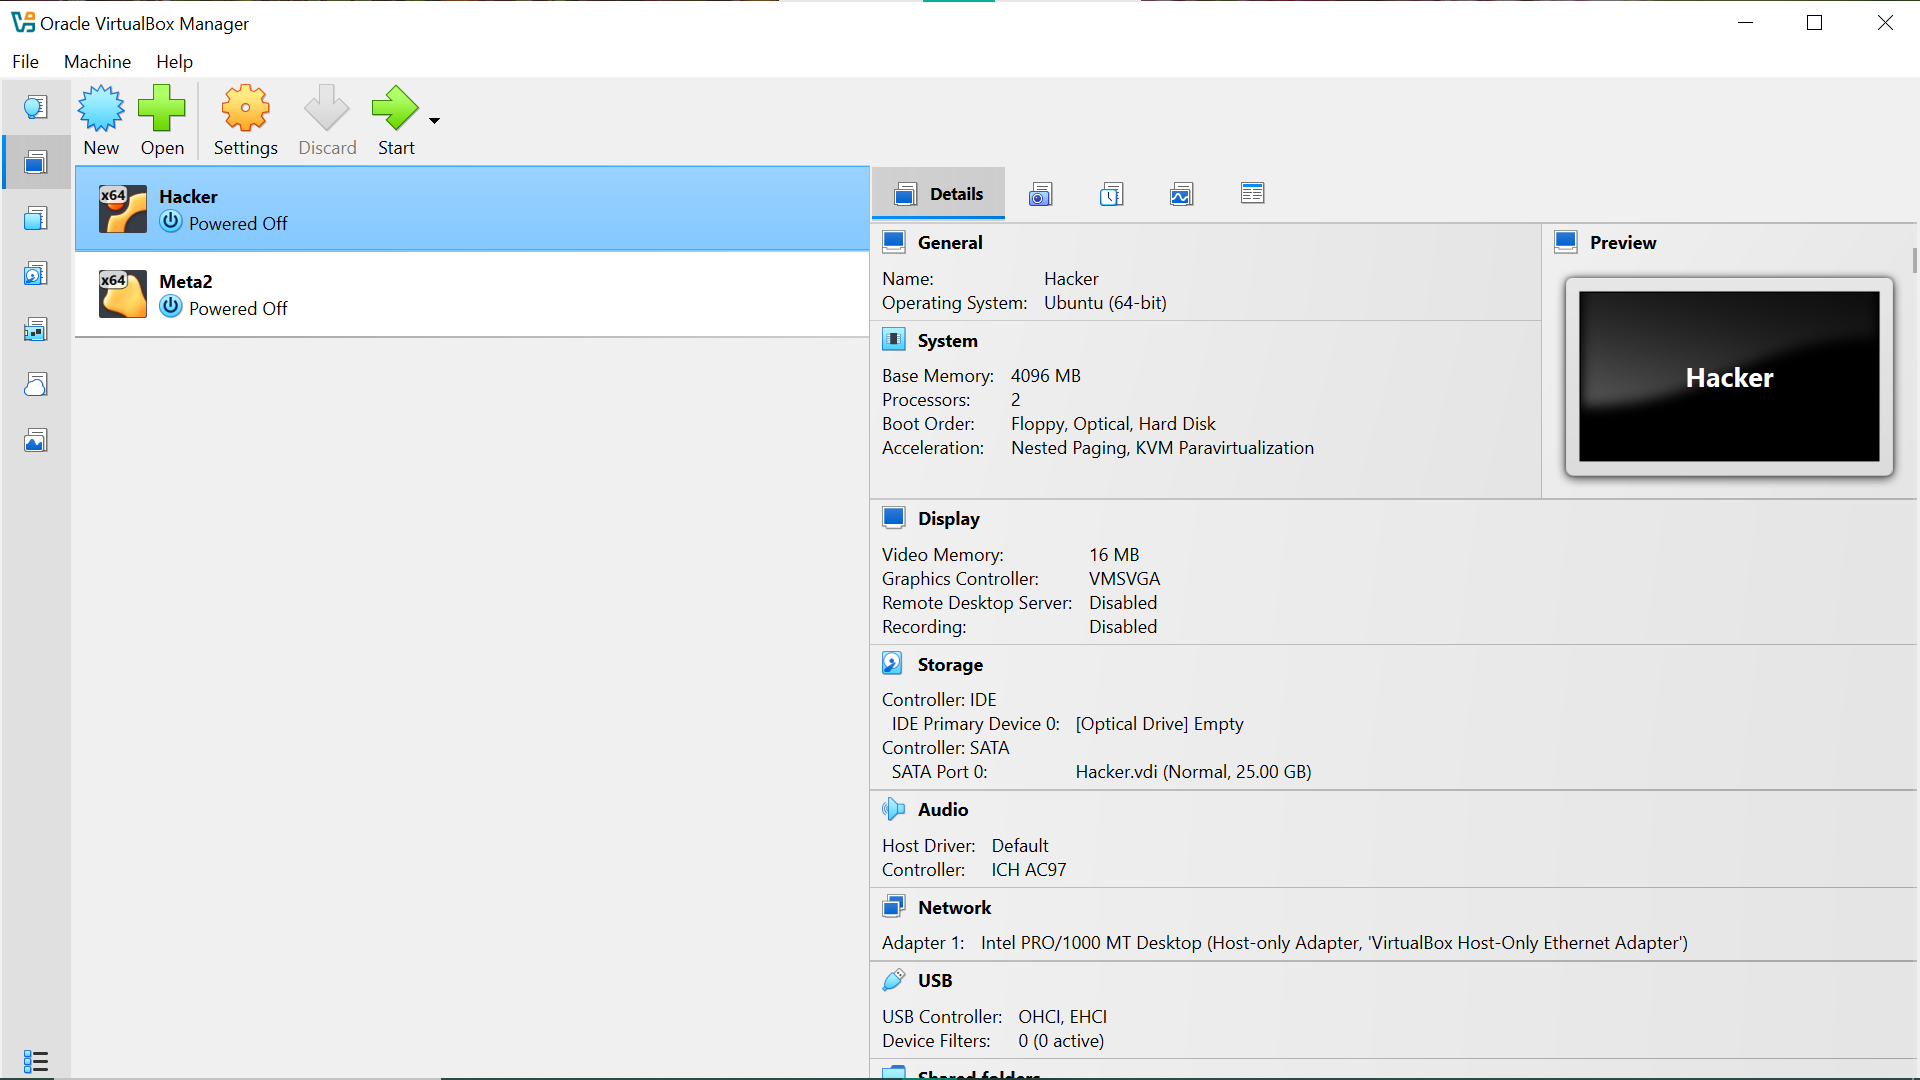 Oracle VirtualBox Manager
File Machine Help
New Open Settings Discard Start
x64 Hacker
Powered Off
x64 Meta2
Powered Off
Details
General
Name: Hacker
Operating System: Ubuntu (64-bit)
Preview
Hacker
System
Base Memory: 4096 MB
Processors: 2
Boot Order: Floppy, Optical, Hard Disk
Acceleration: Nested Paging, KVM Paravirtualization
Display
Video Memory: 16 MB
Graphics Controller: VMSVGA
Remote Desktop Server: Disabled
Recording: Disabled
Storage
Controller: IDE
IDE Primary Device 0: [Optical Drive] Empty
Controller: SATA
SATA Port 0: Hacker.vdi (Normal, 25.00 GB)
Audio
Host Driver: Default
Controller: ICH AC97
Network
Adapter 1: Intel PRO/1000 MT Desktop (Host-only Adapter, 'VirtualBox Host-Only Ethernet Adapter')
USB
USB Controller: OHCI, EHCI
Device Filters: 0 (0 active)
Shared folders